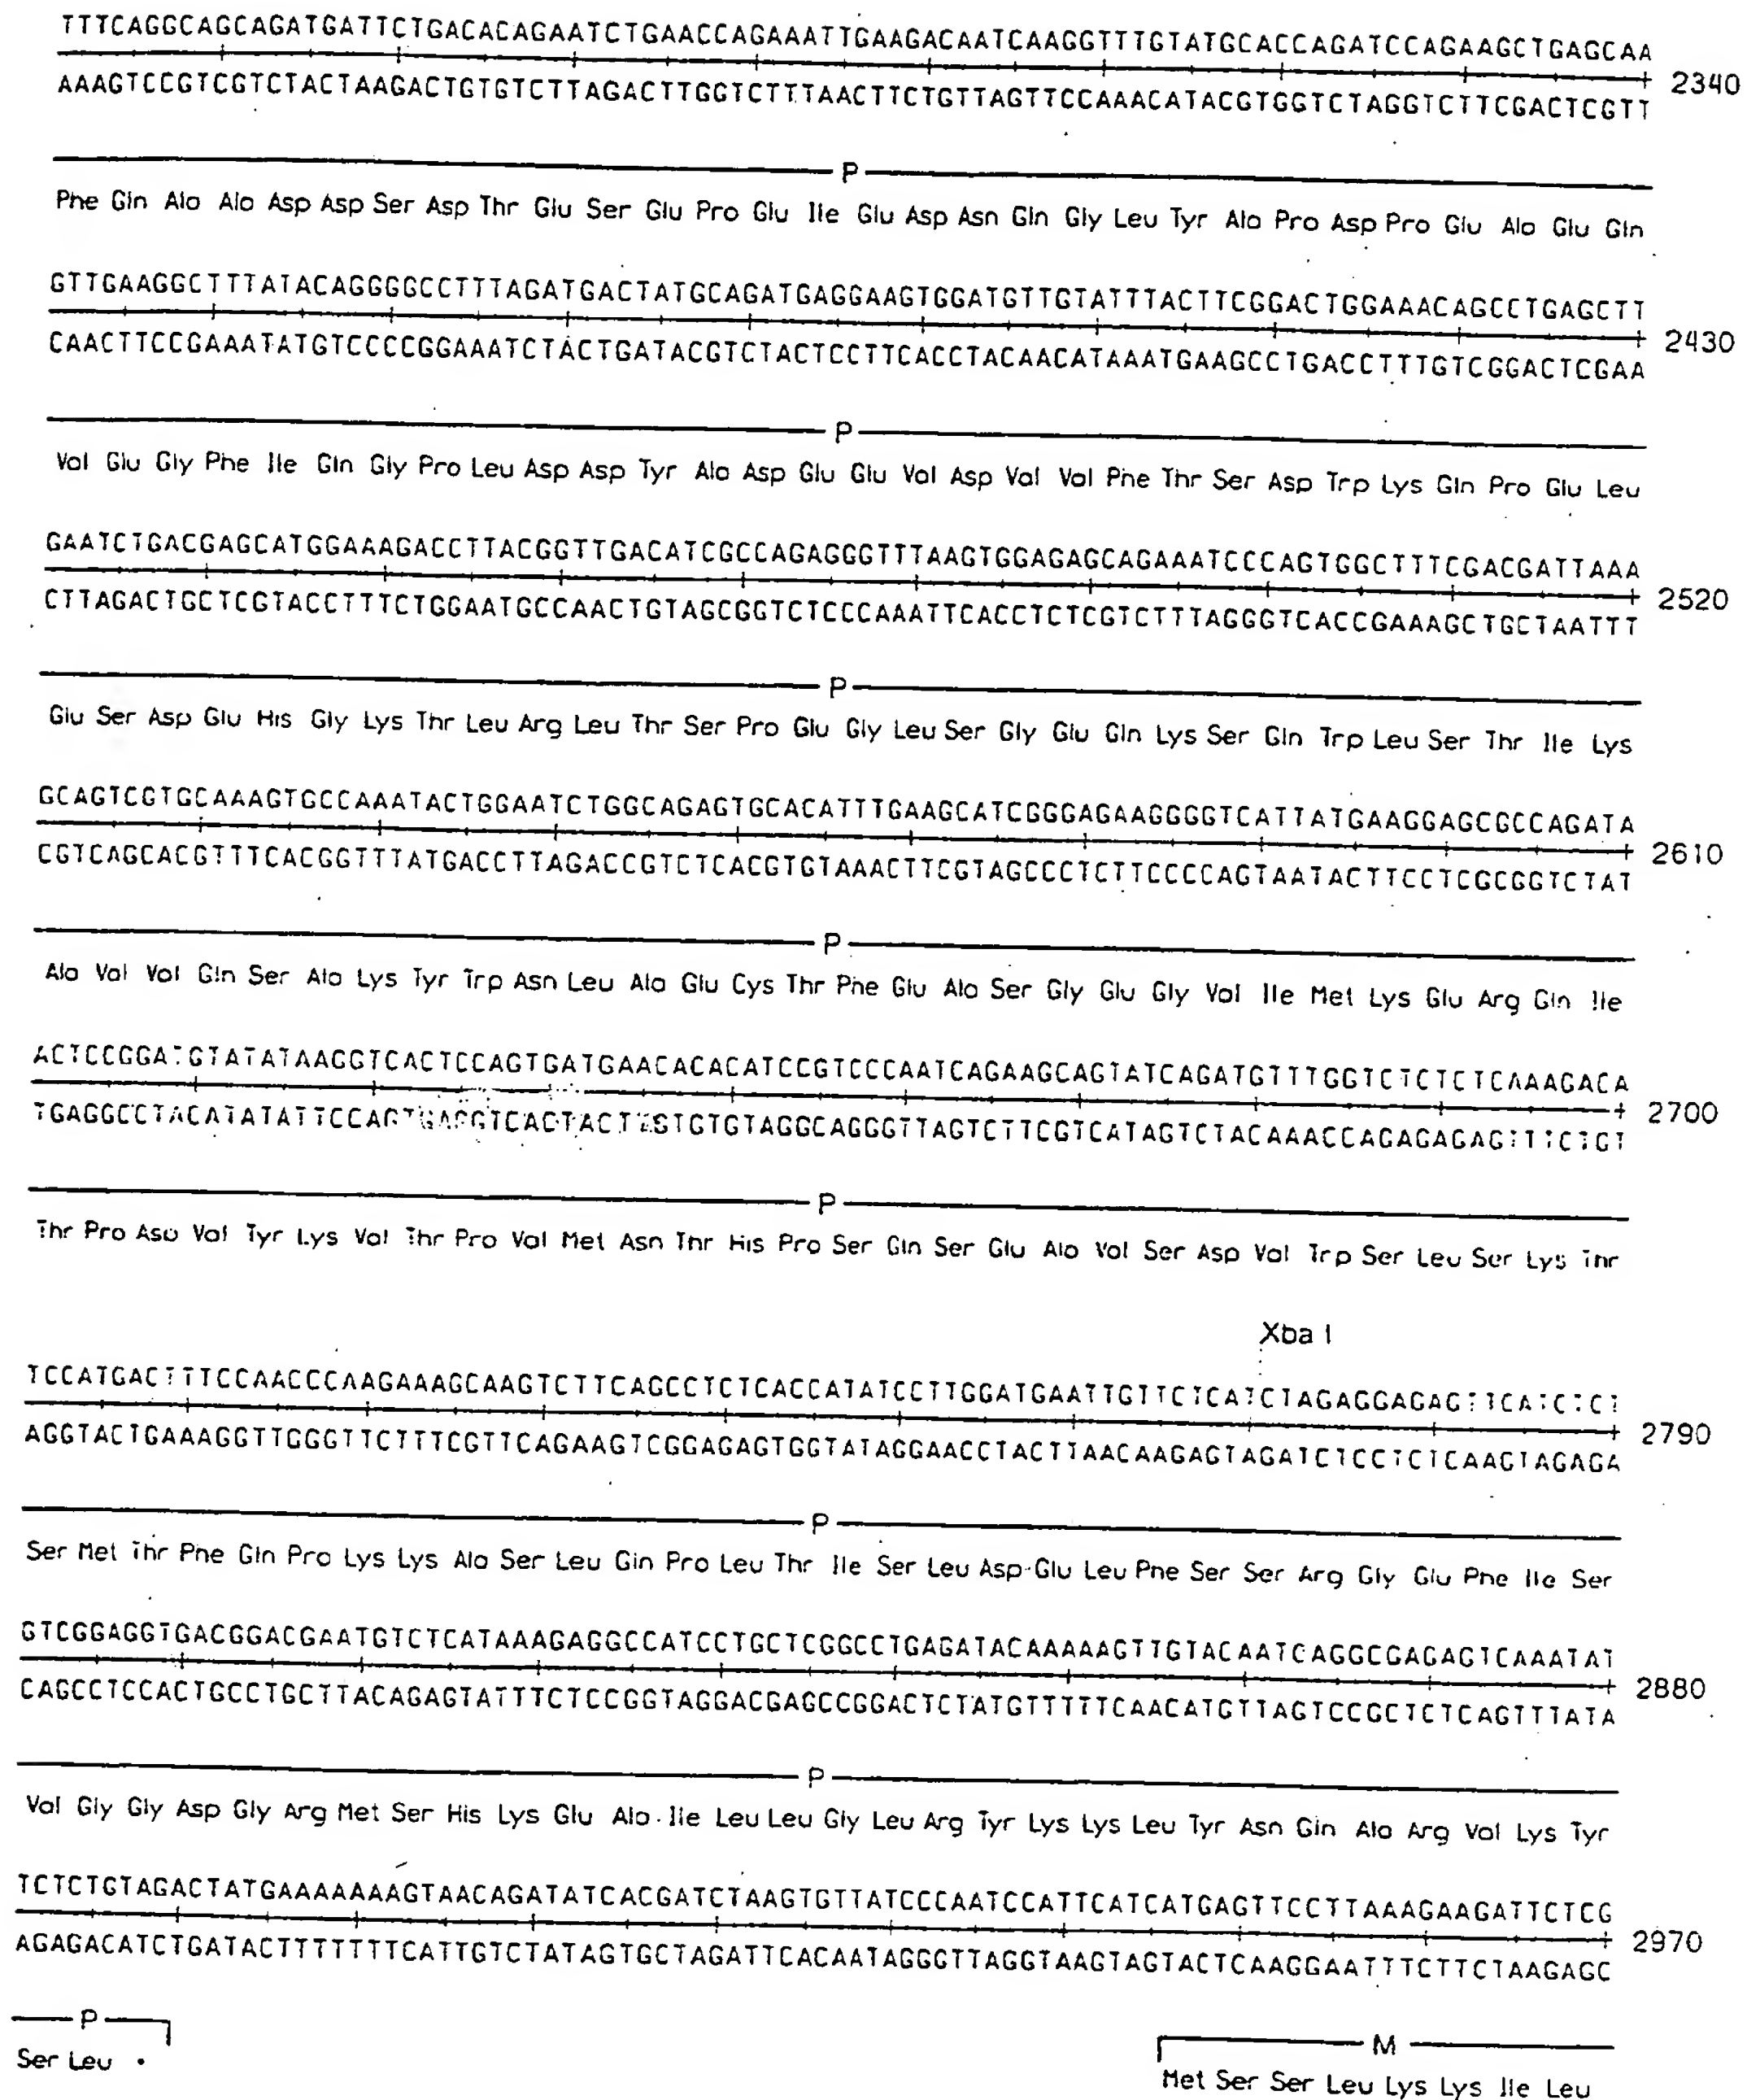 TTTCAGGCAGCAGATGATTCTGACACAGAATCTGAACCAGAAATTGAAGACAATCAAGGTTTGTATGCACCAGATCCAGAAGCTGAGCAA
2340
AAAGTCCGTCGTCTACTAAGACTGTGTCTTAGACTTGGTCTTTAACTTCTGTTAGTTCCAAACATACGTGGTCTAGGTCTTCGACTCGTT
P
Phe Gln Ala Ala Asp Asp Ser Asp Thr Glu Ser Glu Pro Glu Ile Glu Asp Asn Gln Gly Leu Tyr Ala Pro Asp Pro Glu Ala Glu Gln
GTTGAAGGCTTTATACAGGGGCCTTTAGATGACTATGCAGATGAGGAAGTGGATGTTGTATTTACTTCGGACTGGAAACAGCCTGAGCTT
2430
CAACTTCCGAAATATGTCCCCGGAAATCTACTGATACGTCTACTCCTTCACCTACAACATAAATGAAGCCTGACCTTTGTCGGACTCGAA
P
Val Glu Gly Phe Ile Gln Gly Pro Leu Asp Asp Tyr Ala Asp Glu Glu Val Asp Val Val Phe Thr Ser Asp Trp Lys Gln Pro Glu Leu
GAATCTGACGAGCATGGAAAGACCTTACGGTTGACATCGCCAGAGGGTTTAAGTGGAGAGCAGAAATCCCAGTGGCTTTCGACGATTAAA
2520
CTTAGACTGCTCGTACCTTTCTGGAATGCCAACTGTAGCGGTCTCCCAAATTCACCTCTCGTCTTTAGGGTCACCGAAAGCTGCTAATTT
P
Glu Ser Asp Glu His Gly Lys Thr Leu Arg Leu Thr Ser Pro Glu Gly Leu Ser Gly Glu Gln Lys Ser Gln Trp Leu Ser Thr Ile Lys
GCAGTCGTGCAAAGTGCCAAATACTGGAATCTGGCAGAGTGCACATTTGAAGCATCGGGAGAAGGGGTCATTATGAAGGAGCGCCAGATA
2610
CGTCAGCACGTTTCACGGTTTATGACCTTAGACCGTCTCACGTGTAAACTTCGTAGCCCTCTTCCCCAGTAATACTTCCTCGCGGTCTAT
P
Ala Val Val Gln Ser Ala Lys Tyr Trp Asn Leu Ala Glu Cys Thr Phe Glu Ala Ser Gly Glu Gly Val Ile Met Lys Glu Arg Gln Ile
ACTCCGGATGTATATAAGGTCACTCCAGTGATGAACACACATCCGTCCCAATCAGAAGCAGTATCAGATGTTTGGTCTCTCTCAAAGACA
2700
P
Thr Pro Asp Val Tyr Lys Val Thr Pro Val Met Asn Thr His Pro Ser Gln Ser Glu Ala Val Ser Asp Val Trp Ser Leu Ser Lys Thr
Xba I
TCCATGACTTTCCAACCCAAGAAAGCAAGTCTTCAGCCTCTCACCATATCCTTGGATGAATTGTTCTCATCTAGAGGAGAGTTCATCTCT
2790
AGGTACTGAAAGGTTGGGTTCTTTCGTTCAGAAGTCGGAGAGTGGTATAGGAACCTACTTAACAAGAGTAGATCTCCTCTCAAGTAGAGA
P
Ser Met Thr Phe Gln Pro Lys Lys Ala Ser Leu Gln Pro Leu Thr Ile Ser Leu Asp Glu Leu Phe Ser Ser Arg Gly Glu Phe Ile Ser
GTCGGAGGTGACGGACGAATGTCTCATAAAGAGGCCATCCTGCTCGGCCTGAGATACAAAAAGTTGTACAATCAGGCGAGAGTCAAATAT
2880
CAGCCTCCACTGCCTGCTTACAGAGTATTTCTCCGGTAGGACGAGCCGGACTCTATGTTTTTCAACATGTTAGTCCGCTCTCAGTTTATA
P
Val Gly Gly Asp Gly Arg Met Ser His Lys Glu Ala Ile Leu Leu Gly Leu Arg Tyr Lys Lys Leu Tyr Asn Gln Ala Arg Val Lys Tyr
TCTCTGTAGACTATGAAAAAAAGTAACAGATATCACGATCTAAGTGTTATCCCAATCCATTCATCATGAGTTCCTTAAAGAAGATTCTCG
2970
AGAGACATCTGATACTTTTTTTCATTGTCTATAGTGCTAGATTCACAATAGGGTTAGGTAAGTAGTACTCAAGGAATTTCTTCTAAGAGC
P
M
Ser Leu •
Met Ser Ser Leu Lys Lys Ile Leu